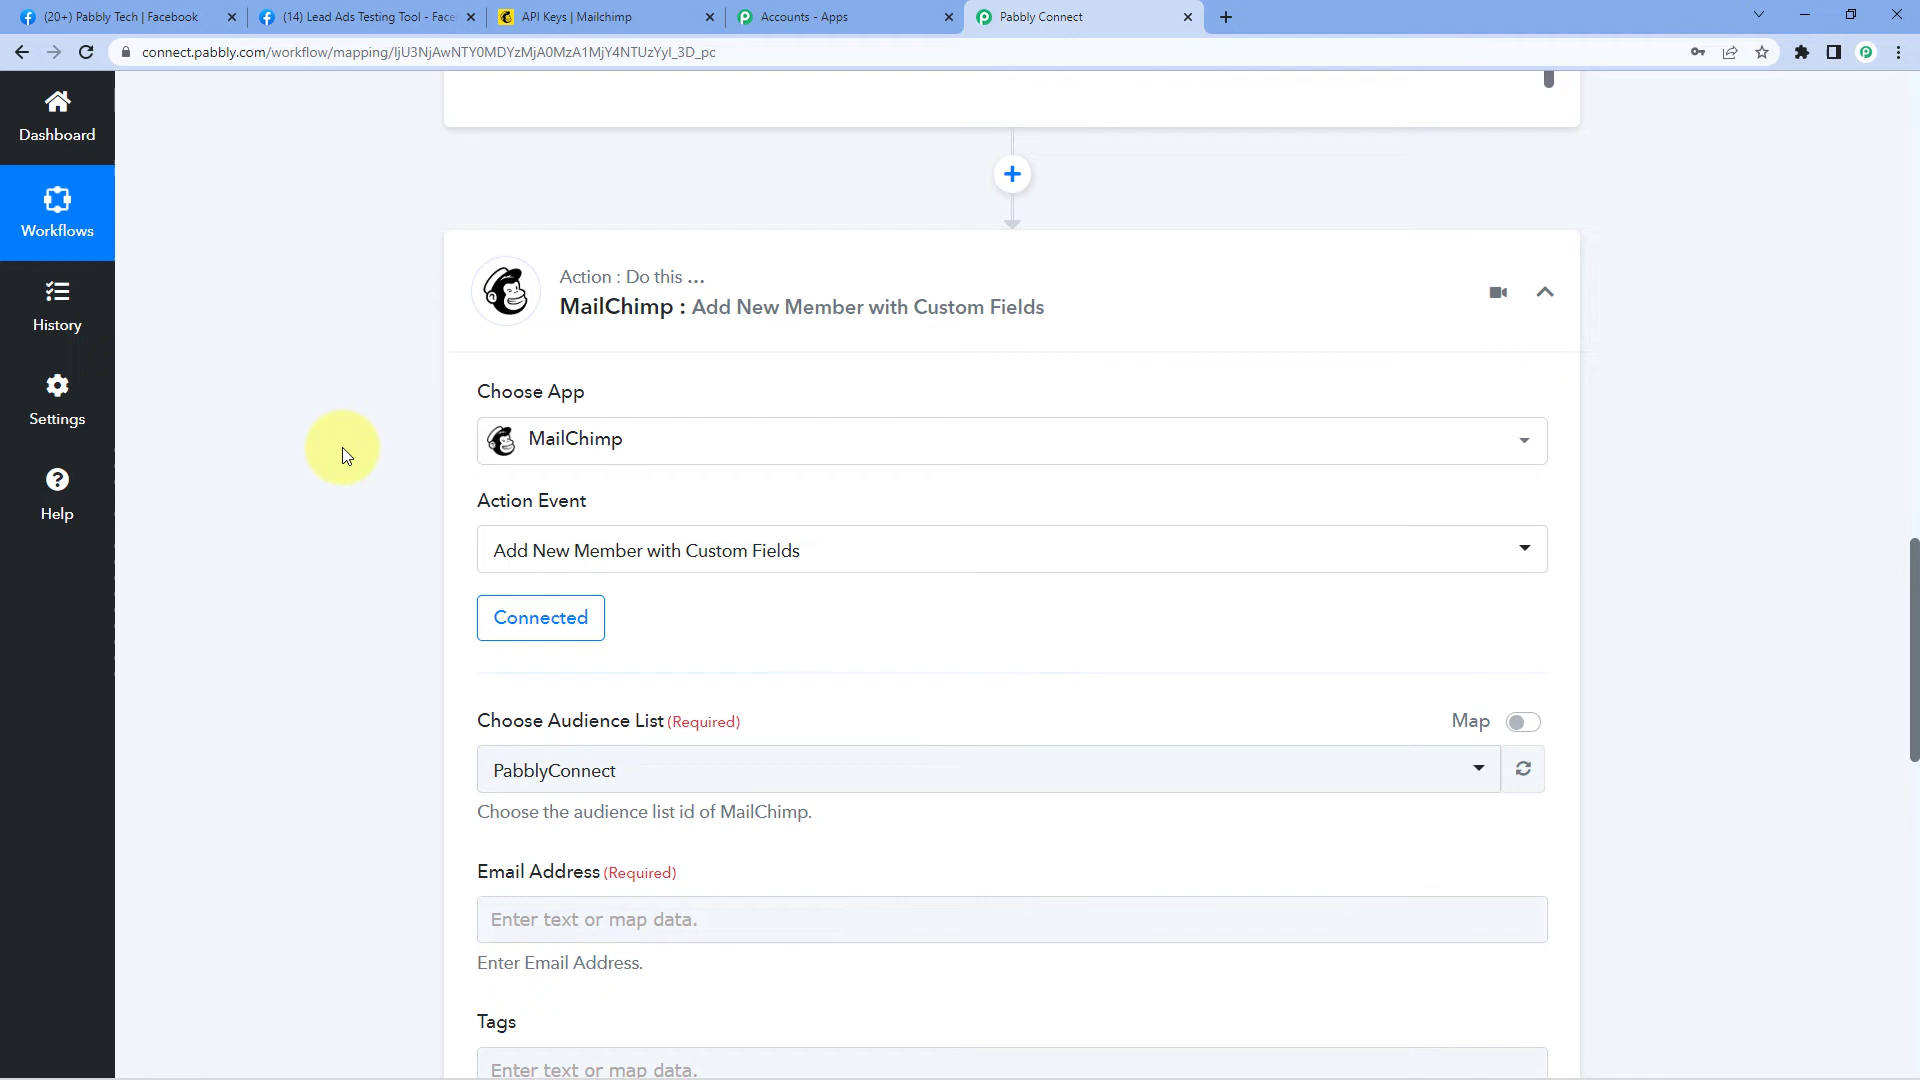 (20+) Pabbly Tech | Facebook
(14) Lead Ads Testing Tool - Face
API Keys | Mailchimp
Accounts - Apps
Pabbly Connect
connect.pabbly.com/workflow/mapping/IjU3NjAwNTY0MDYzMjA0MzA1MjY4NTUzYyI_3D_pc
Dashboard
Workflows
History
Settings
Help
Action : Do this ...
MailChimp : Add New Member with Custom Fields
Choose App
MailChimp
Action Event
Add New Member with Custom Fields
Connected
Choose Audience List (Required)
Map
PabblyConnect
Choose the audience list id of MailChimp.
Email Address (Required)
Enter text or map data.
Enter Email Address.
Tags
Enter text or map data.